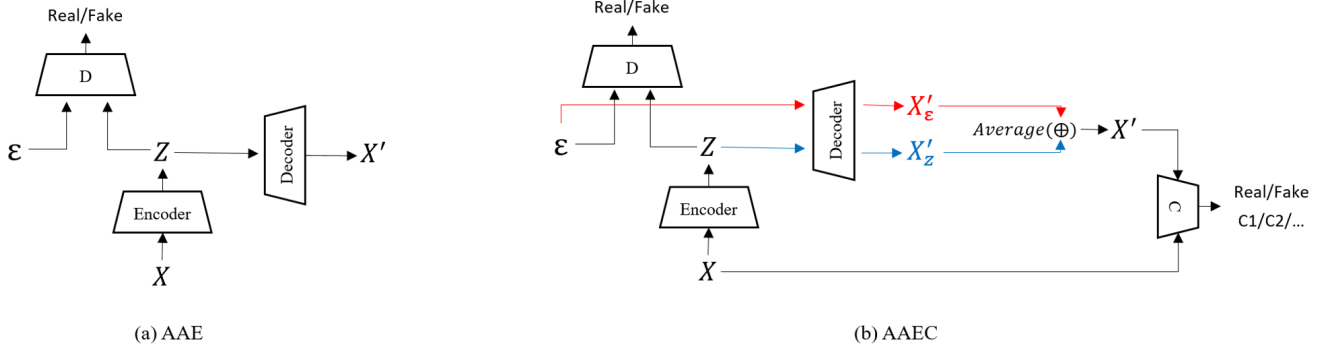 Real/Fake
D
ε
Z
Decoder
X′
Encoder
X
(a) AAE
Real/Fake
D
ε
Z
Decoder
X′ε
X′z
Average(⊕)
X′
Encoder
X
C
Real/Fake
C1/C2/...
(b) AAEC